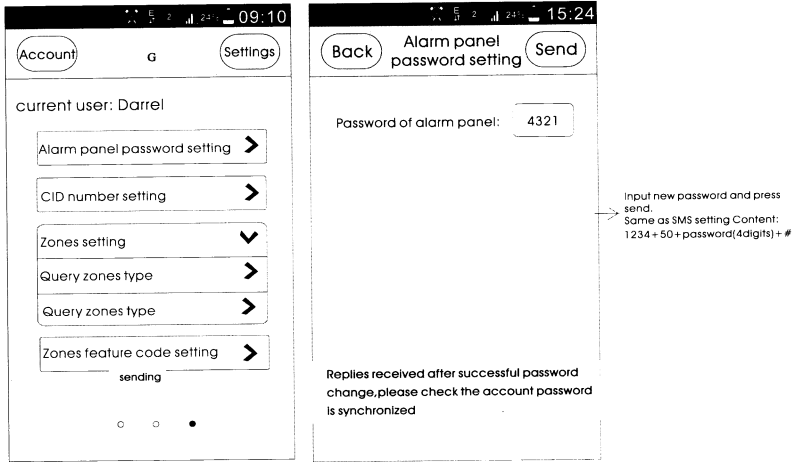 09:10
Account
G
Settings
current user: Darrel
Alarm panel password setting
CID number setting
Zones setting
Query zones type
Query zones type
Zones feature code setting
sending
15:24
Back
Alarm panel
password setting
Send
Password of alarm panel:
4321
Replies received after successful password
change,please check the account password
is synchronized
Input new password and press
send.
Same as SMS setting Content:
1234+50+password(4digits)+#